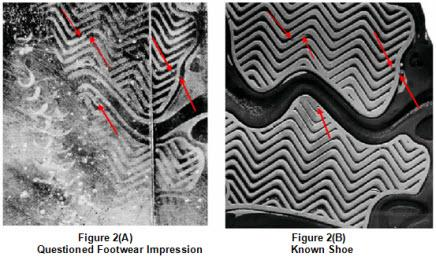 Figure 2(A)
Questioned Footwear Impression
Figure 2(B)
Known Shoe